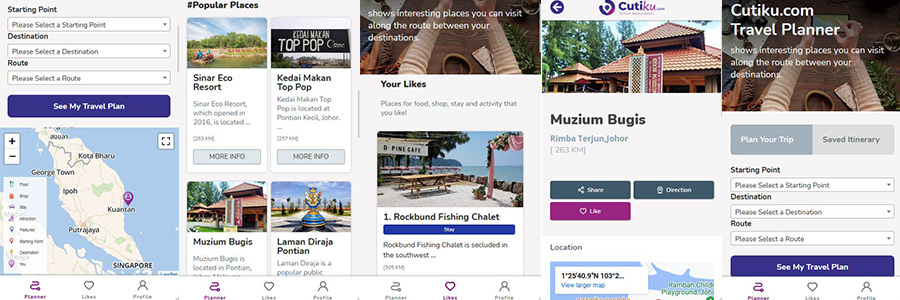 Starting Point
Please Select a Starting Point
Destination
Please Select a Destination
Route
Please Select a Route
See My Travel Plan
+
−
Kota Bharu
George Town
Ipoh
Kuantan
Putrajaya
SINGAPORE
Food
Shop
Stay
Attraction
Featured
Starting Point
Destination
You
Leaflet
Planner
Likes
Profile
#Popular Places
Sinar Eco Resort
Sinar Eco Resort, which opened in 2016, is located ...
[263 KM]
MORE INFO
Kedai MaKan
TOP POP Classic
Kedai Makan Top Pop
Kedai Makan Top Pop is located at Pontian Kecil, Johor. ...
[257 KM]
MORE INFO
Muzium Bugis
Muzium Bugis is located in Pontian,
Laman Diraja Pontian
Laman Diraja is a popular public
Planner
Likes
Profile
shows interesting places you can visit
along the route between your
destinations.
Your Likes
Places for food, shop, stay and activity that
you like!
D' PINE CAFE
1. Rockbund Fishing Chalet
Stay
Rockbund Fishing Chalet is secluded in
the southwest ...
[305 KM]
Planner
Likes
Profile
Cutiku.com
Muzium Bugis
Rimba Terjun,Johor
[ 263 KM]
Share
Direction
Like
Location
1°25'40.9"N 103°2...
View larger map
Rambah Children
Playground, Joho
Planner
Likes
Profile
Cutiku.com
Travel Planner
shows interesting places you can visit
along the route between your
destinations.
Plan Your Trip
Saved Itinerary
Starting Point
Please Select a Starting Point
Destination
Please Select a Destination
Route
Please Select a Route
See My Travel Plan
Planner
Likes
Profile